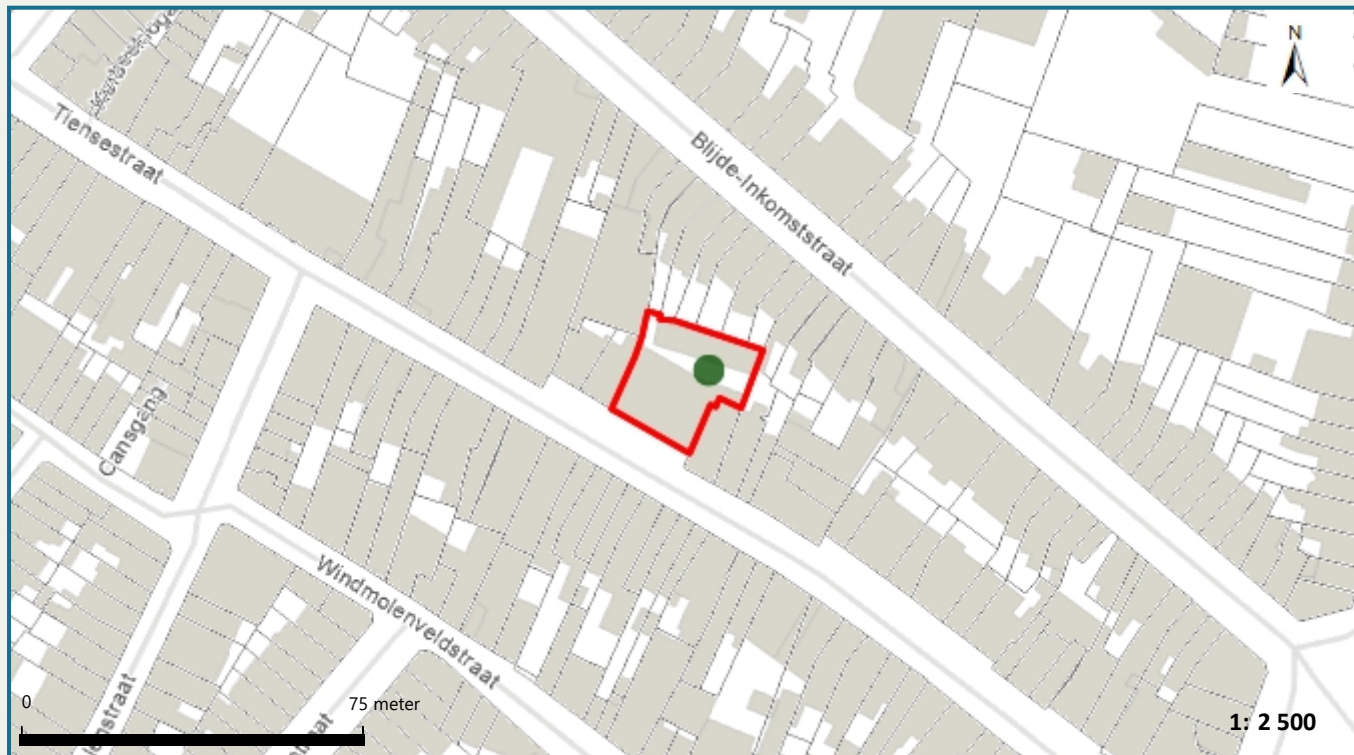 N
Tiensestraat
Blijde-Inkomststraat
Cansgang
Windmolenveldstraat
0
75 meter
1: 2 500